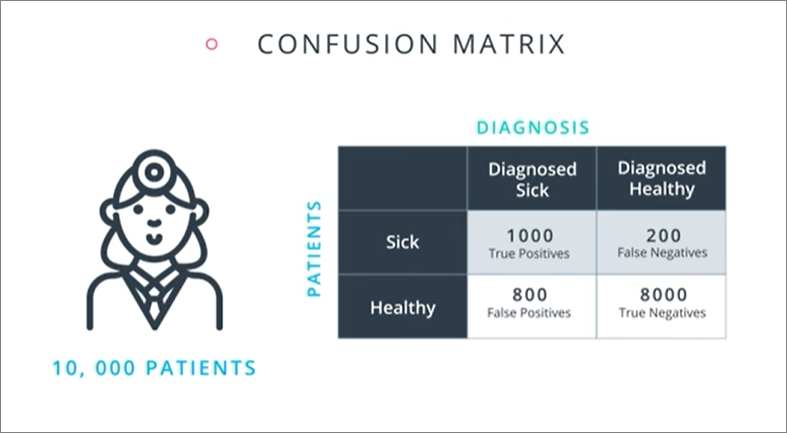 CONFUSION MATRIX
DIAGNOSIS
Diagnosed Sick
Diagnosed Healthy
PATIENTS
Sick
1000
True Positives
200
False Negatives
Healthy
800
False Positives
8000
True Negatives
10, 000 PATIENTS